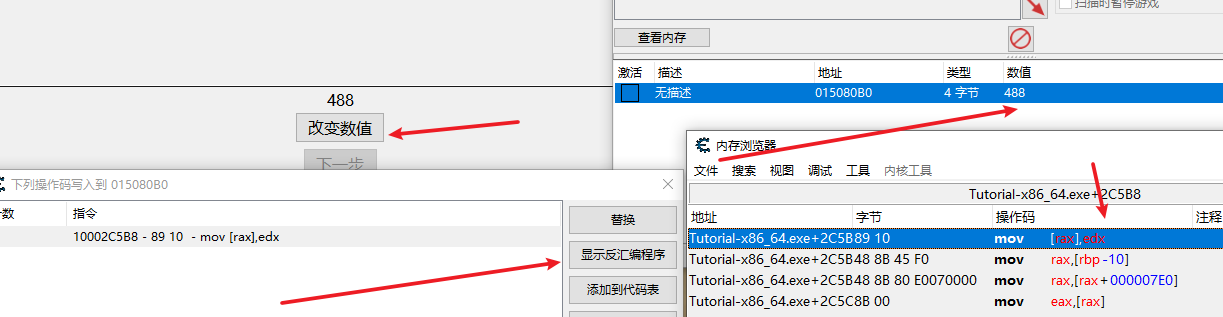 扫描时暂停游戏
查看内存
激活 描述 地址 类型 数值
无描述 015080B0 4 字节 488
488
改变数值
下一步
下列操作码写入到 015080B0
数 指令
10002C5B8 - 89 10 - mov [rax],edx
替换
显示反汇编程序
添加到代码表
内存浏览器
文件 搜索 视图 调试 工具 内核工具
Tutorial-x86_64.exe+2C5B8
地址 字节 操作码 注释
Tutorial-x86_64.exe+2C5B 89 10 mov [rax],edx
Tutorial-x86_64.exe+2C5B 48 8B 45 F0 mov rax,[rbp-10]
Tutorial-x86_64.exe+2C5B 48 8B 80 E0070000 mov rax,[rax+000007E0]
Tutorial-x86_64.exe+2C5C 8B 00 mov eax,[rax]